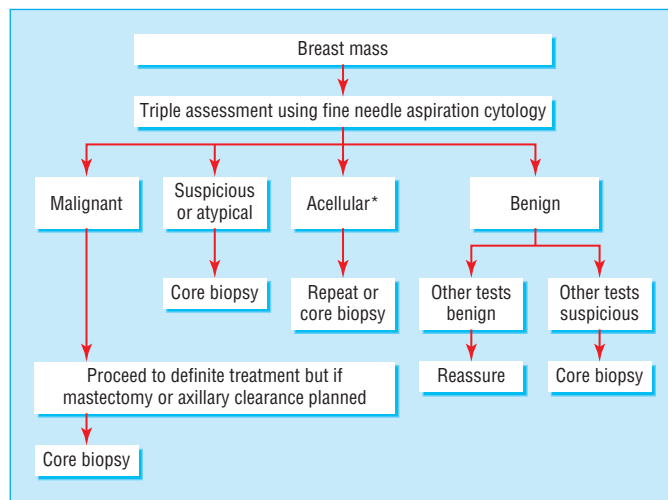 Breast mass
Triple assessment using fine needle aspiration cytology
Malignant
Suspicious
or atypical
Acellular*
Benign
Core biopsy
Repeat or
core biopsy
Other tests
benign
Other tests
suspicious
Proceed to definite treatment but if
mastectomy or axillary clearance planned
Reassure
Core biopsy
Core biopsy